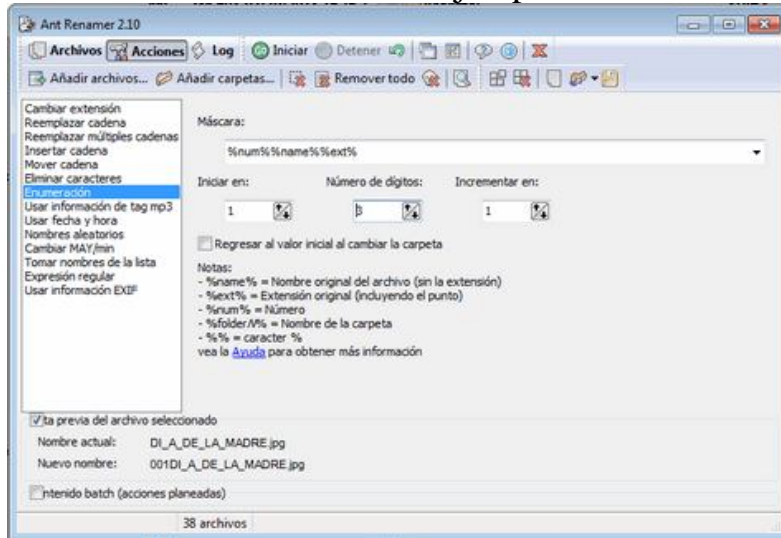 Ant Renamer 2.10
Archivos Acciones Log Iniciar Detener
Añadir archivos... Añadir carpetas... Remover todo
Cambiar extensión
Reemplazar cadena
Reemplazar múltiples cadenas
Insertar cadena
Mover cadena
Eliminar caracteres
Enumeración
Usar información de tag mp3
Usar fecha y hora
Nombres aleatorios
Cambiar MAY/min
Tomar nombres de la lista
Expresión regular
Usar información EXIF
Máscara:
%num%%name%%ext%
Iniciar en: Número de dígitos: Incrementar en:
1 3 1
Regresar al valor inicial al cambiar la carpeta
Notas:
- %name% = Nombre original del archivo (sin la extensión)
- %ext% = Extensión original (incluyendo el punto)
- %num% = Número
- %folder/\% = Nombre de la carpeta
- %% = caracter %
vea la Ayuda para obtener más información
ta previa del archivo seleccionado
Nombre actual: DI_A_DE_LA_MADRE.jpg
Nuevo nombre: 001DI_A_DE_LA_MADRE.jpg
ntenido batch (acciones planeadas)
38 archivos